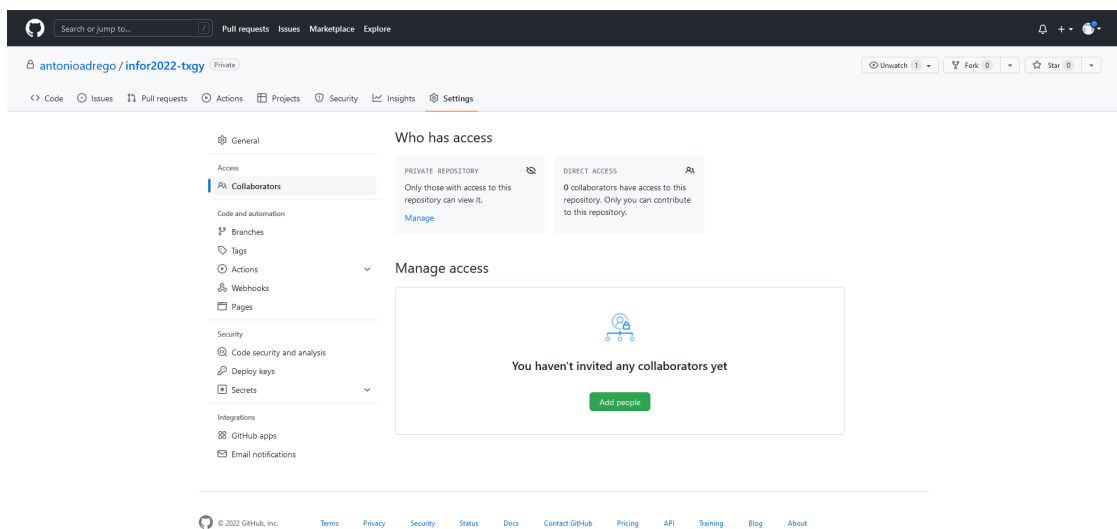 Search or jump to...
/
Pull requests Issues Marketplace Explore
antonioadrego / infor2022-txgy Private
Unwatch 1
Fork 0
Star 0
Code Issues Pull requests Actions Projects Security Insights Settings
General
Access
Collaborators
Code and automation
Branches
Tags
Actions
Webhooks
Pages
Security
Code security and analysis
Deploy keys
Secrets
Integrations
GitHub apps
Email notifications
Who has access
PRIVATE REPOSITORY
Only those with access to this
repository can view it.
Manage
DIRECT ACCESS
0 collaborators have access to this
repository. Only you can contribute
to this repository.
Manage access
You haven't invited any collaborators yet
Add people
© 2022 GitHub, Inc. Terms Privacy Security Status Docs Contact GitHub Pricing API Training Blog About